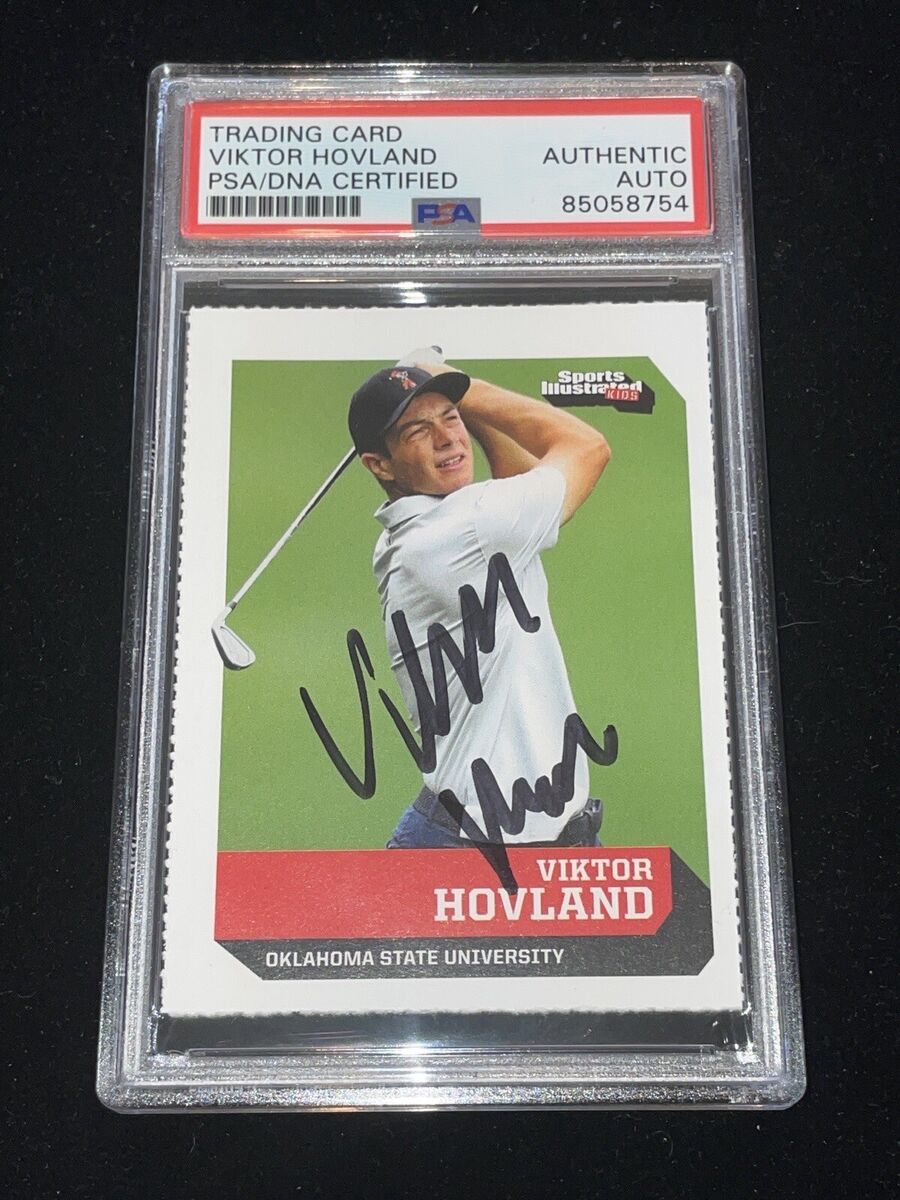 TRADING CARD
VIKTOR HOVLAND
PSA/DNA CERTIFIED
AUTHENTIC
AUTO
85058754
PSA
Sports
Illustrated
KIDS
VIKTOR
HOVLAND
OKLAHOMA STATE UNIVERSITY